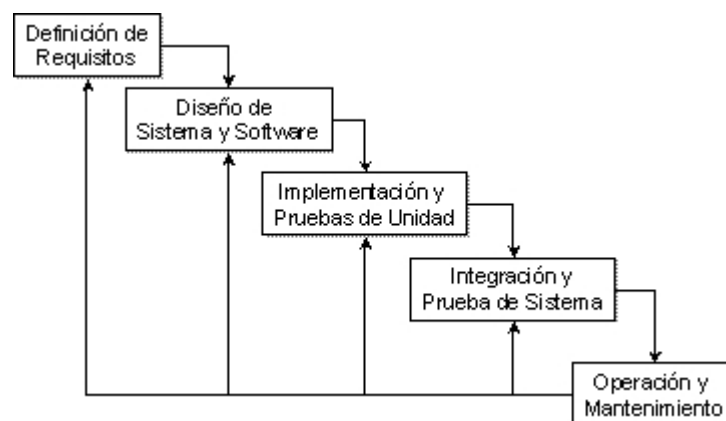 Definición de
Requisitos
Diseño de
Sistema y Software
Implementación y
Pruebas de Unidad
Integración y
Prueba de Sistema
Operación y
Mantenimiento